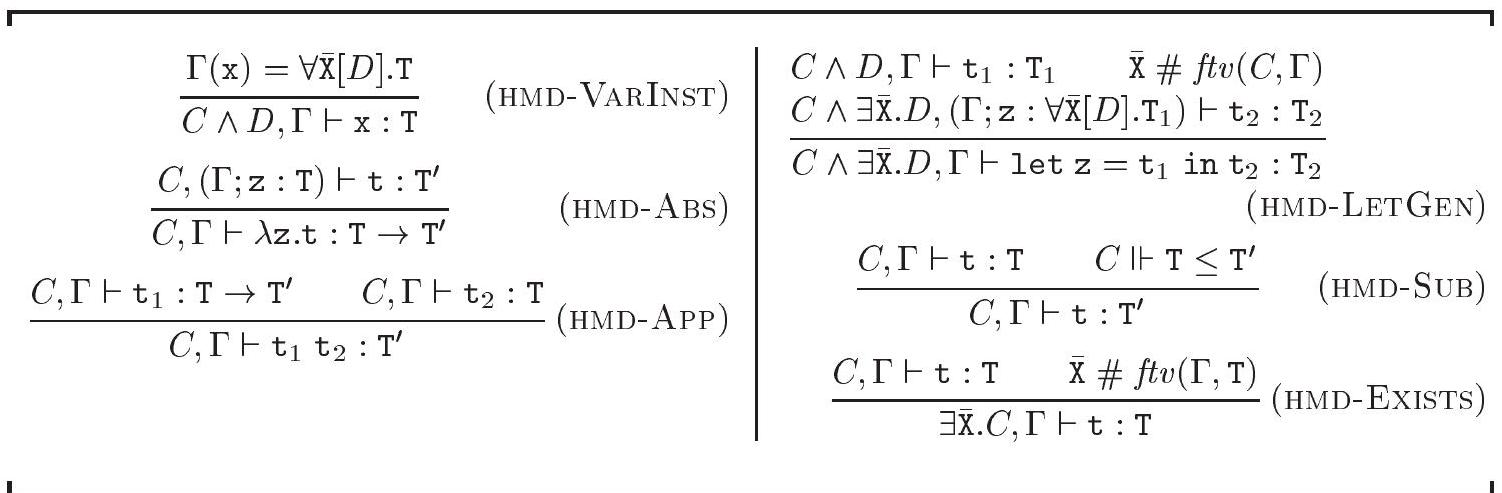 Γ(x) = ∀X̄[D].T
C ∧ D, Γ ⊢ x : T
(HMD-VARINST)
C, (Γ; z : T) ⊢ t : T′
C, Γ ⊢ λz.t : T → T′
(HMD-ABS)
C, Γ ⊢ t₁ : T → T′ C, Γ ⊢ t₂ : T
C, Γ ⊢ t₁ t₂ : T′
(HMD-APP)
C ∧ D, Γ ⊢ t₁ : T₁ X̄ # ftv(C, Γ)
C ∧ ∃X̄.D, (Γ; z : ∀X̄[D].T₁) ⊢ t₂ : T₂
C ∧ ∃X̄.D, Γ ⊢ let z = t₁ in t₂ : T₂
(HMD-LETGEN)
C, Γ ⊢ t : T C ⊩ T ≤ T′
C, Γ ⊢ t : T′
(HMD-SUB)
C, Γ ⊢ t : T X̄ # ftv(Γ, T)
∃X̄.C, Γ ⊢ t : T
(HMD-EXISTS)